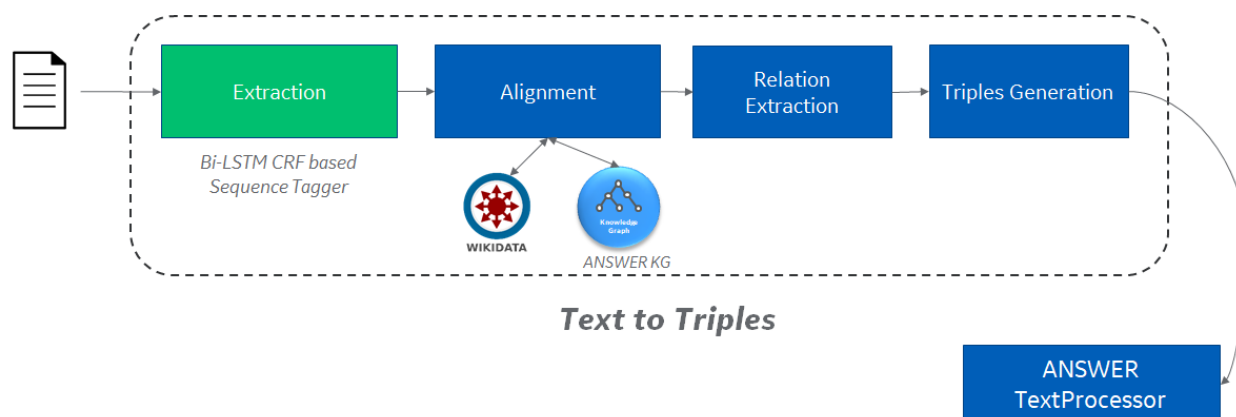 Extraction
Alignment
Relation
Extraction
Triples Generation
Bi-LSTM CRF based
Sequence Tagger
WIKIDATA
Knowledge
Graph
ANSWER KG
Text to Triples
ANSWER
TextProcessor